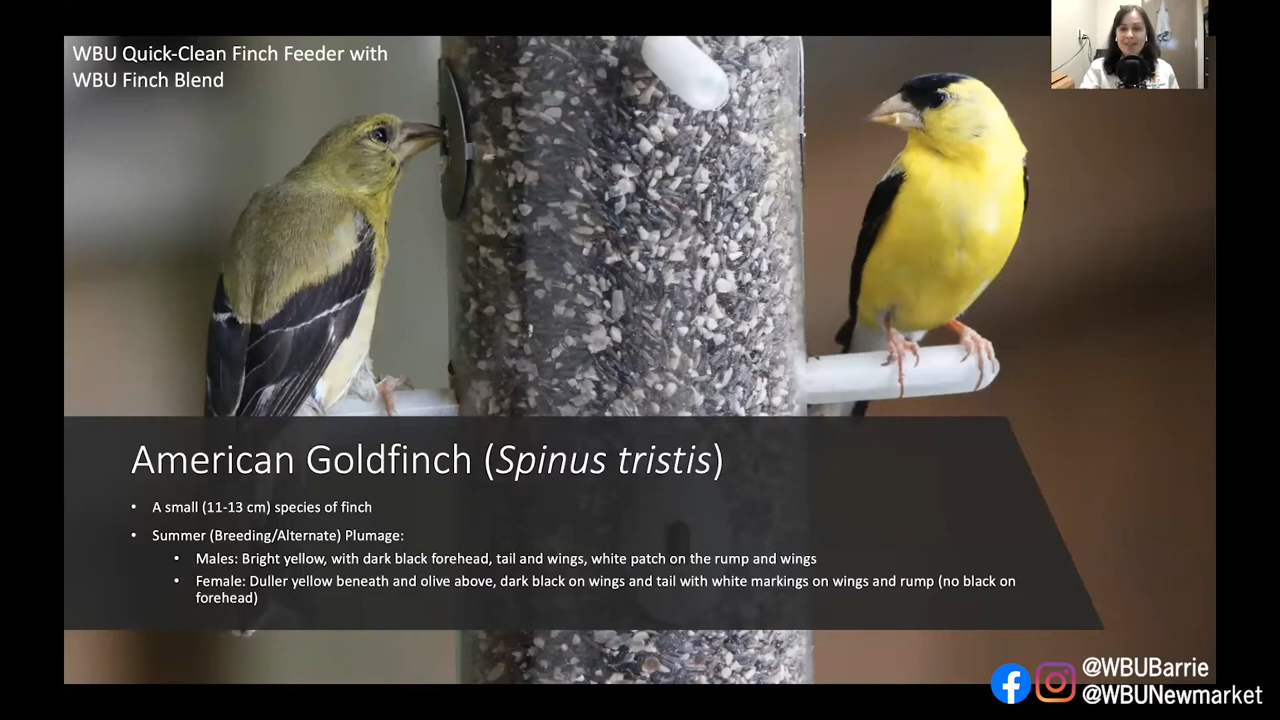 WBU Quick-Clean Finch Feeder with
WBU Finch Blend
American Goldfinch (Spinus tristis)
• A small (11-13 cm) species of finch
• Summer (Breeding/Alternate) Plumage:
• Males: Bright yellow, with dark black forehead, tail and wings, white patch on the rump and wings
• Female: Duller yellow beneath and olive above, dark black on wings and tail with white markings on wings and rump (no black on
forehead)
@WBUBarrie
@WBUNewmarket